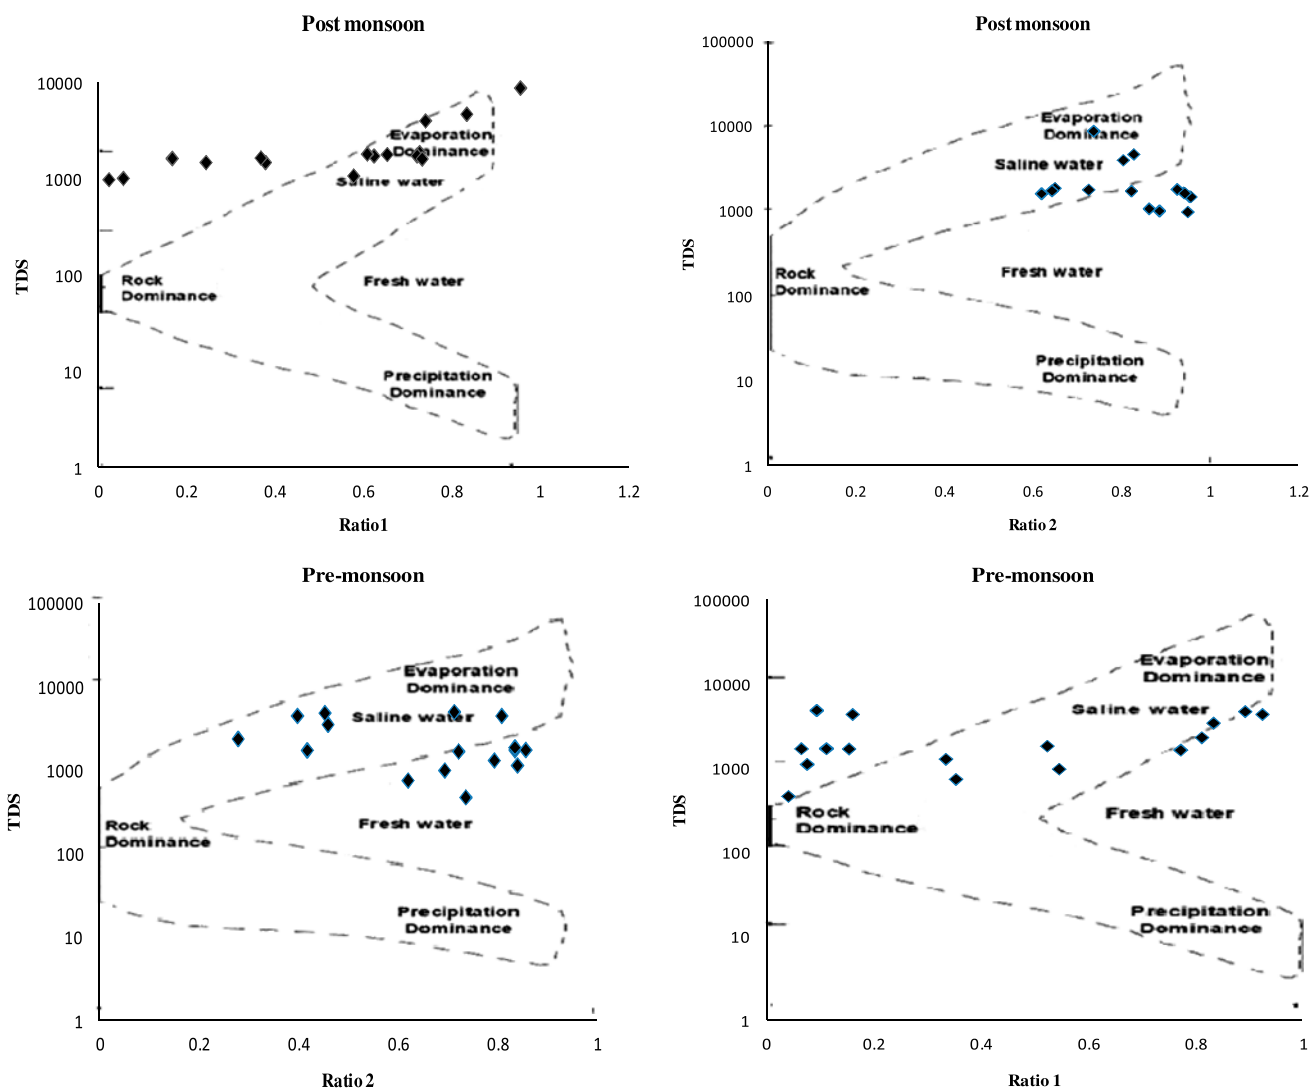 Post monsoon
10000
1000
100
10
1
TDS
Evaporation
Dominance
Saline water
Rock
Dominance
Fresh water
Precipitation
Dominance
0 0.2 0.4 0.6 0.8 1 1.2
Ratio1
Post monsoon
100000
10000
1000
100
10
1
TDS
Evaporation
Dominance
Saline water
Rock
Dominance
Fresh water
Precipitation
Dominance
0 0.2 0.4 0.6 0.8 1 1.2
Ratio 2
Pre-monsoon
100000
10000
1000
100
10
1
TDS
Evaporation
Dominance
Saline water
Rock
Dominance
Fresh water
Precipitation
Dominance
0 0.2 0.4 0.6 0.8 1
Ratio 2
Pre-monsoon
100000
10000
1000
100
10
1
TDS
Evaporation
Dominance
Saline water
Rock
Dominance
Fresh water
Precipitation
Dominance
0 0.2 0.4 0.6 0.8 1
Ratio 1